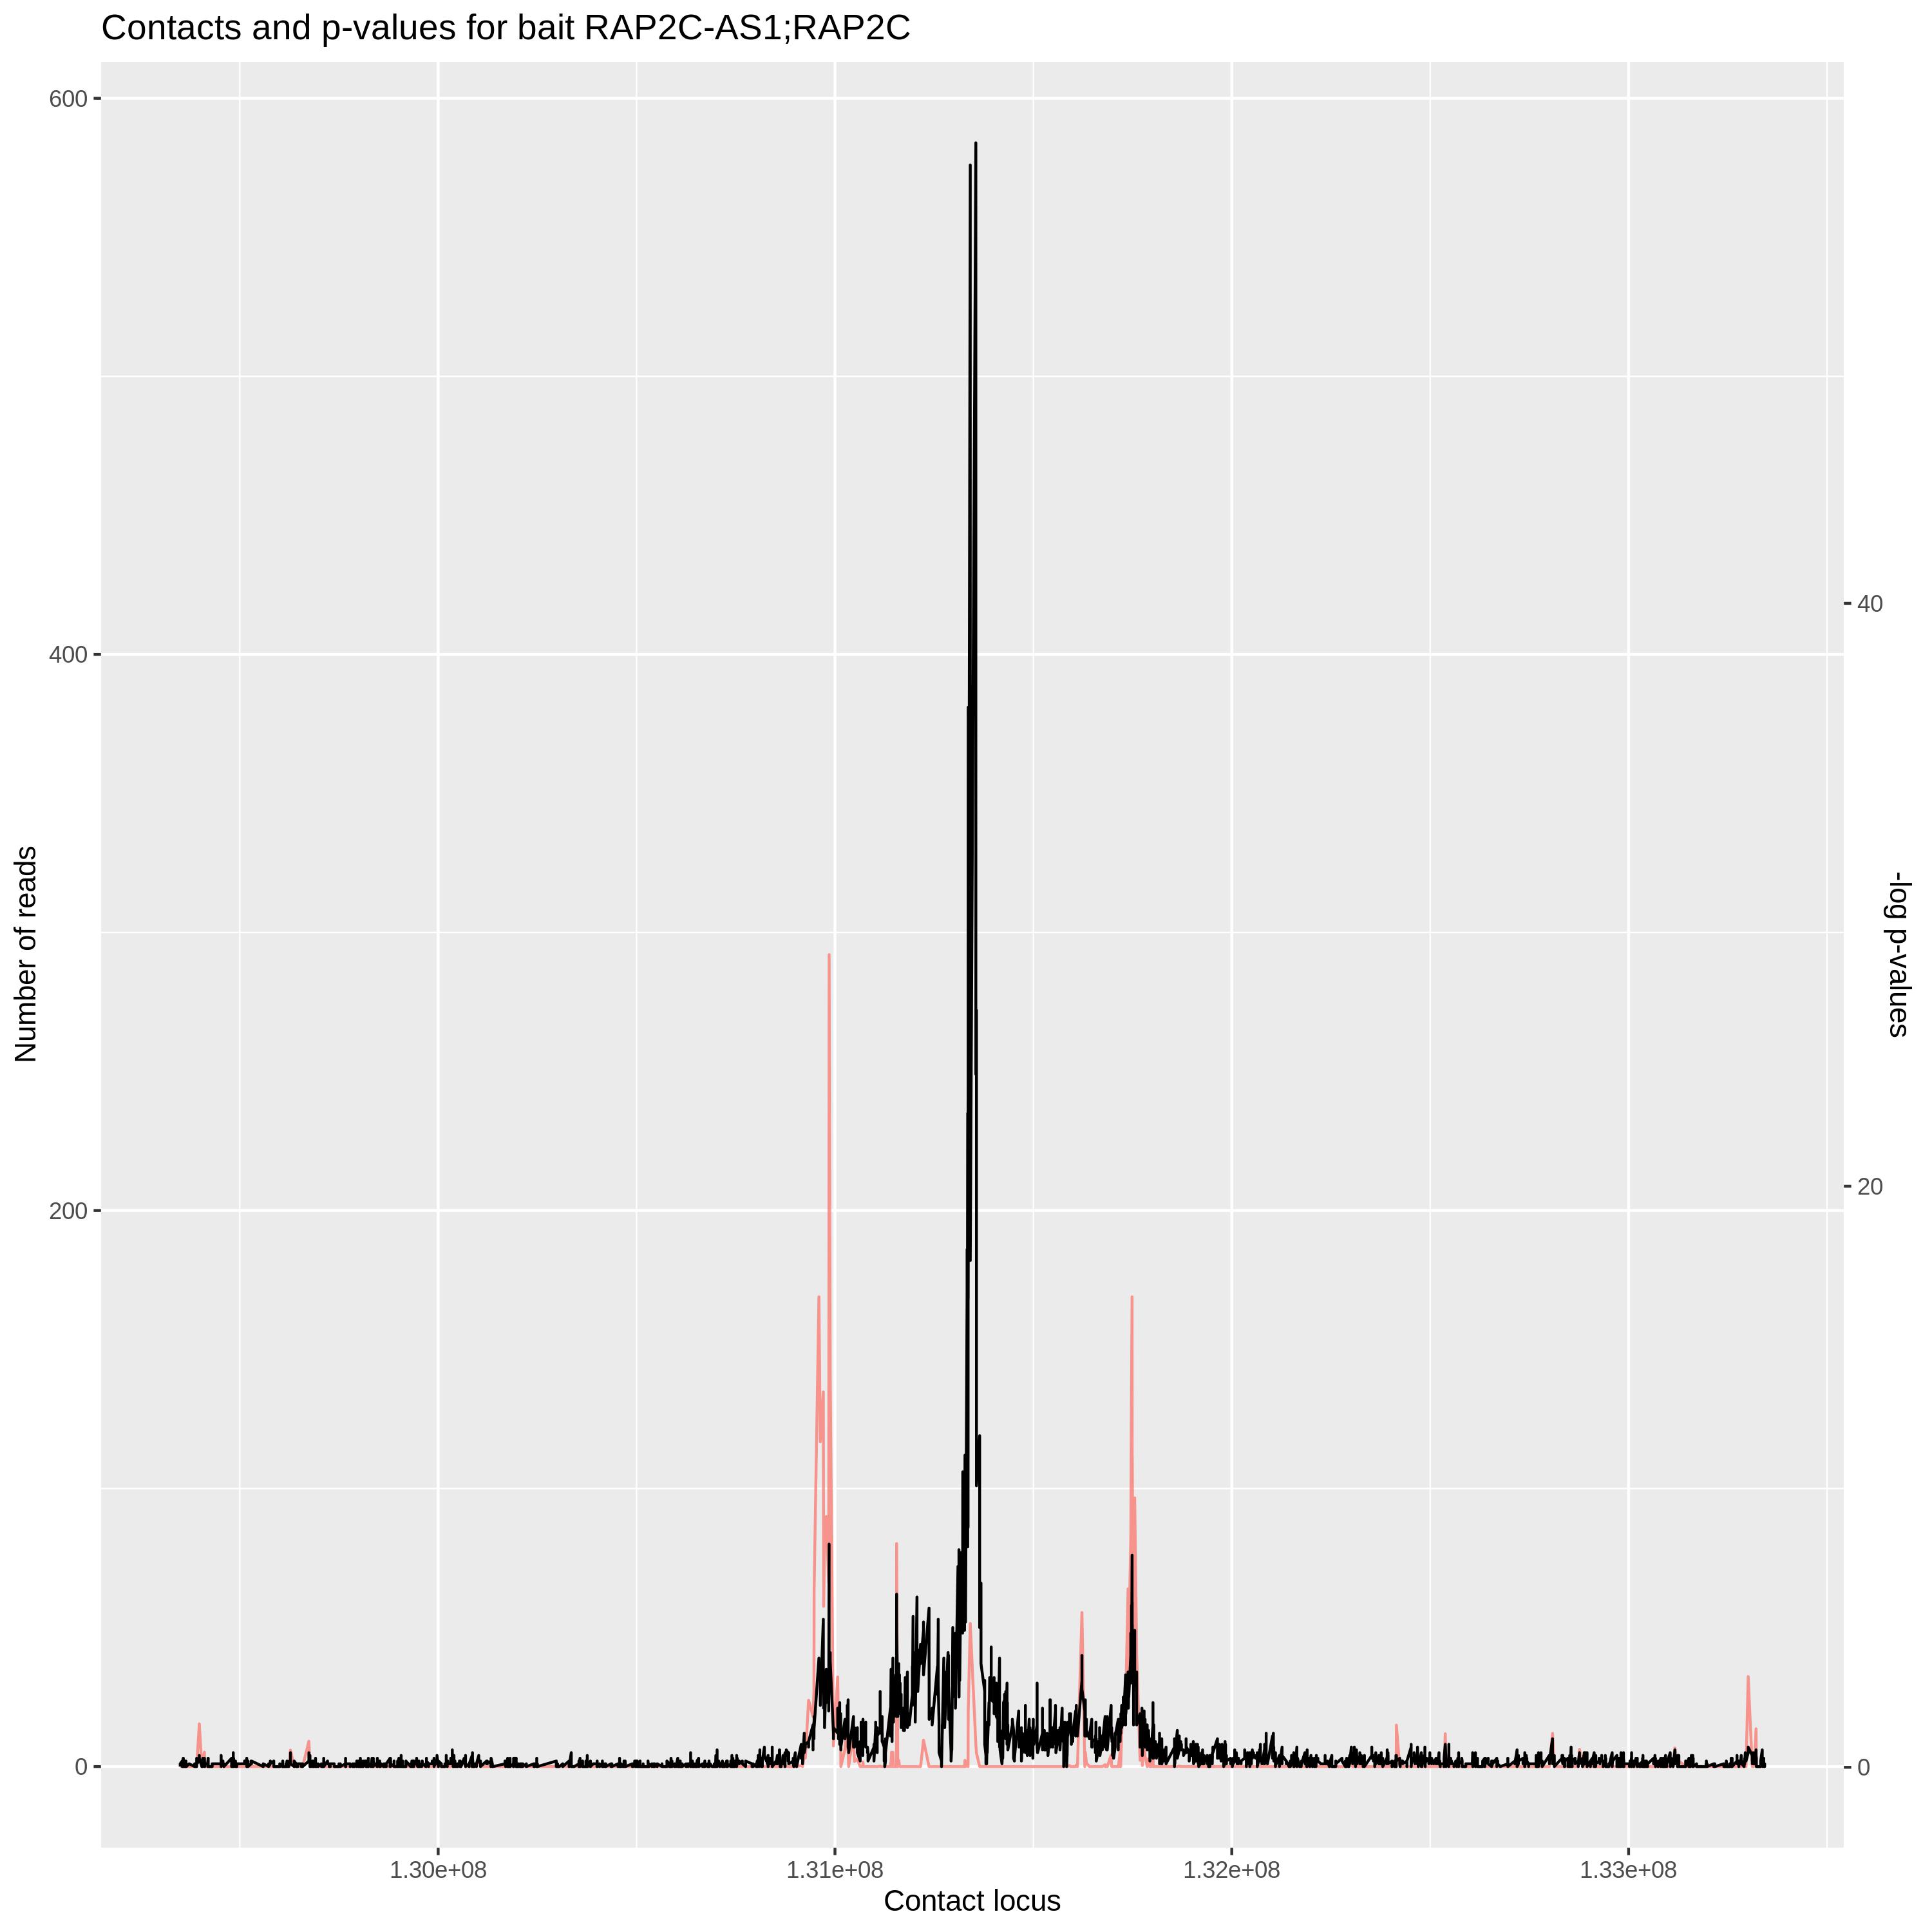 Contacts and p-values for bait RAP2C-AS1;RAP2C
600
400
200
0
Number of reads
40
20
0
-log p-values
1.30e+08
1.31e+08
1.32e+08
1.33e+08
Contact locus